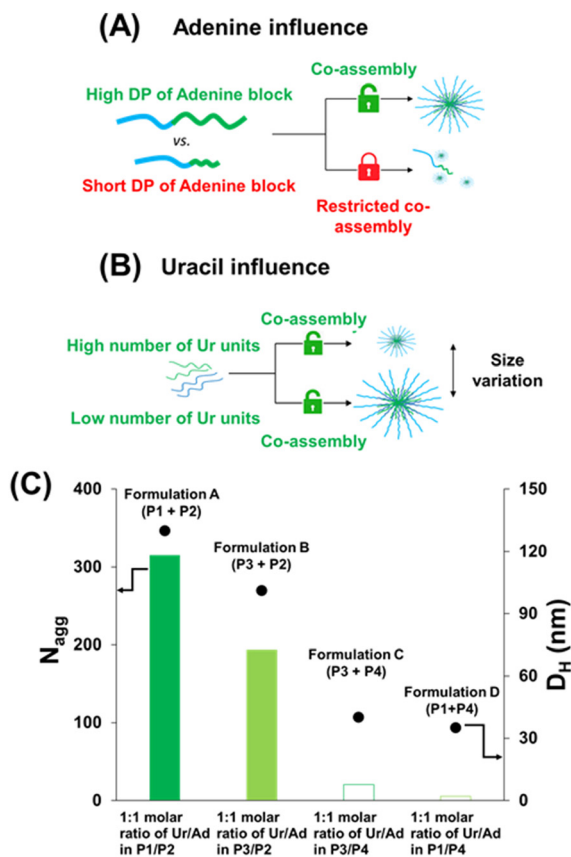 (A) Adenine influence
Co-assembly
High DP of Adenine block
vs.
Short DP of Adenine block
Restricted co-
assembly
(B) Uracil influence
Co-assembly
High number of Ur units
Size
variation
Low number of Ur units
Co-assembly
(C)
400
300
200
100
0
Nagg
150
120
90
60
30
0
DH (nm)
Formulation A
(P1 + P2)
Formulation B
(P3 + P2)
Formulation C
(P3 + P4)
Formulation D
(P1+P4)
1:1 molar
ratio of Ur/Ad
in P1/P2
1:1 molar
ratio of Ur/Ad
in P3/P2
1:1 molar
ratio of Ur/Ad
in P3/P4
1:1 molar
ratio of Ur/Ad
in P1/P4